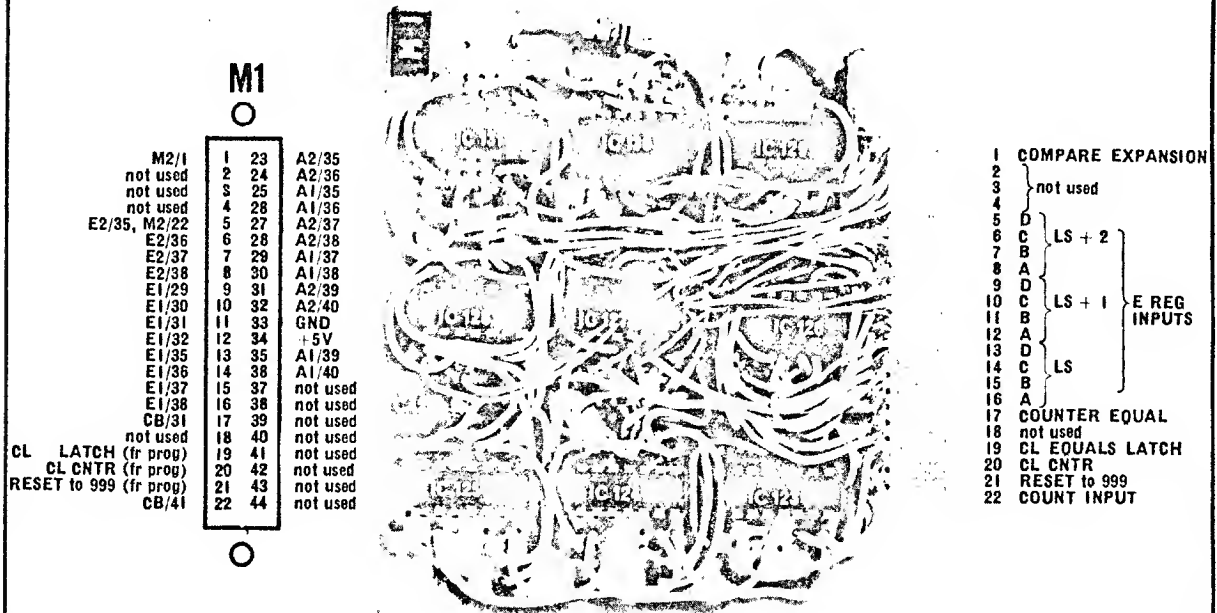 M1
M2/1 1 23 A2/35
not used 2 24 A2/36
not used 3 25 A1/35
not used 4 28 A1/36
E2/35, M2/22 5 27 A2/37
E2/36 6 28 A2/38
E2/37 7 29 A1/37
E2/38 8 30 A1/38
E1/29 9 31 A2/39
E1/30 10 32 A2/40
E1/31 11 33 GND
E1/32 12 34 +5V
E1/35 13 35 A1/39
E1/36 14 38 A1/40
E1/37 15 37 not used
E1/38 16 38 not used
CB/31 17 39 not used
not used 18 40 not used
CL LATCH (fr prog) 19 41 not used
CL CNTR (fr prog) 20 42 not used
RESET to 999 (fr prog) 21 43 not used
CB/41 22 44 not used
IC-128
IC-126
1 COMPARE EXPANSION
2
3 not used
4
5 D
6 C LS + 2
7 B
8 A
9 D
10 C LS + 1 E REG
11 B INPUTS
12 A
13 D
14 C LS
15 B
16 A
17 COUNTER EQUAL
18 not used
19 CL EQUALS LATCH
20 CL CNTR
21 RESET to 999
22 COUNT INPUT